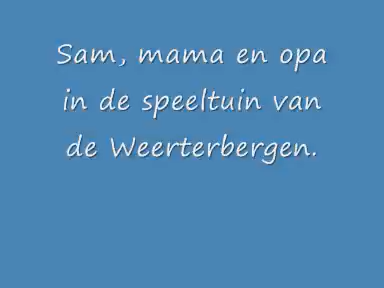 Sam, mama en opa
in de speeltuin van
de Weerterbergen.